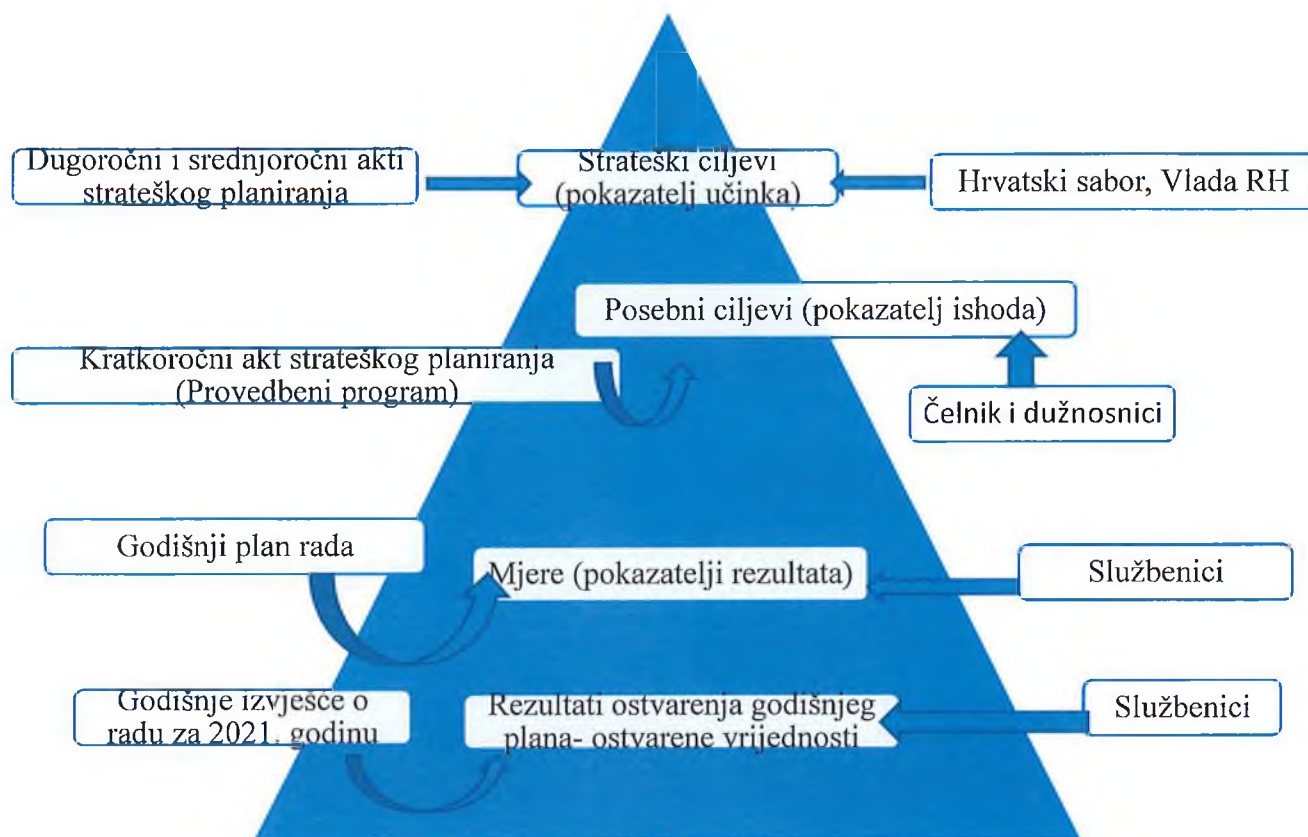 Dugoročni i srednjoročni akti
strateškog planiranja
Strateški ciljevi
(pokazatelj učinka)
Hrvatski sabor, Vlada RH
Posebni ciljevi (pokazatelj ishoda)
Kratkoročni akt strateškog planiranja
(Provedbeni program)
Čelnik i dužnosnici
Godišnji plan rada
Mjere (pokazatelji rezultata)
Službenici
Godišnje izvješće o
radu za 2021. godinu
Rezultati ostvarenja godišnjeg
plana- ostvarene vrijednosti
Službenici